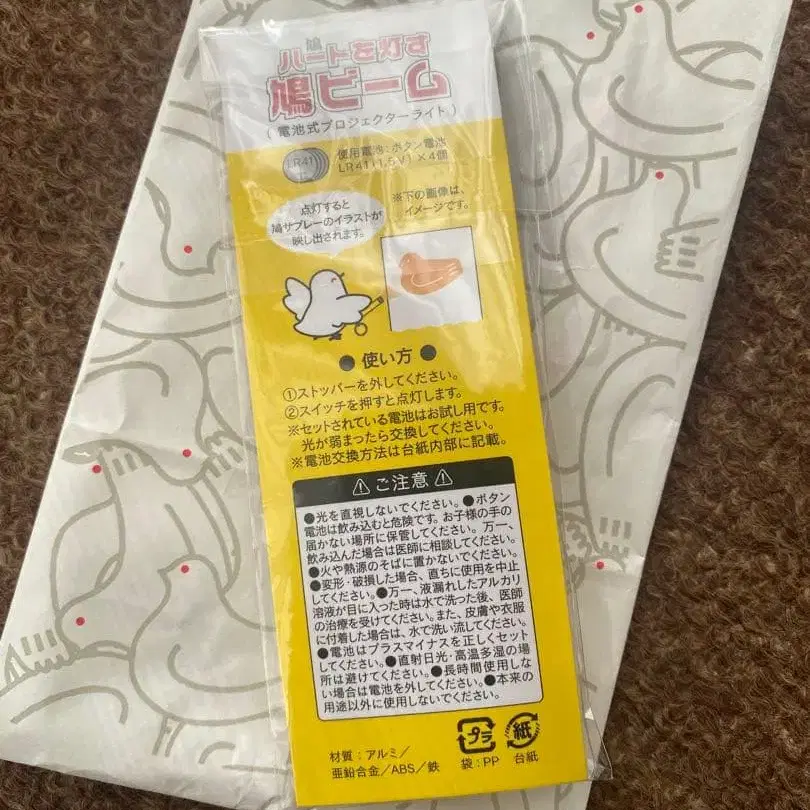 鳩
ハートを灯す
鳩ビーム
(電池式プロジェクターライト)
LR41
使用電池:ボタン電池
LR41(1.5V)×4個
点灯すると
鳩サブレーのイラストが
映し出されます。
※下の画像は、
イメージです。
●使い方●
①ストッパーを外してください。
②スイッチを押すと点灯します。
※セットされている電池はお試し用です。
光が弱まったら交換してください。
※電池交換方法は台紙内部に記載。
⚠ご注意⚠
●光を直視しないでください。●ボタン
電池は飲み込むと危険です。お子様の手の
届かない場所に保管してください。万一、
飲み込んだ場合は医師に相談してください。
●火や熱源のそばに置かないでください。
●変形・破損した場合、直ちに使用を中止
してください。●万一、液漏れしたアルカリ
溶液が目に入った時は水で洗った後、医師
の治療を受けてください。また、皮膚や衣服
に付着した場合は、水で洗い流してください。
●電池はプラスマイナスを正しくセット
してください。●直射日光・高温多湿の場
所は避けてください。●長時間使用しな
い場合は電池を外してください。●本来の
用途以外に使用しないでください。
材質:アルミ/
亜鉛合金/ABS/鉄
プラ
袋:PP
紙
台紙